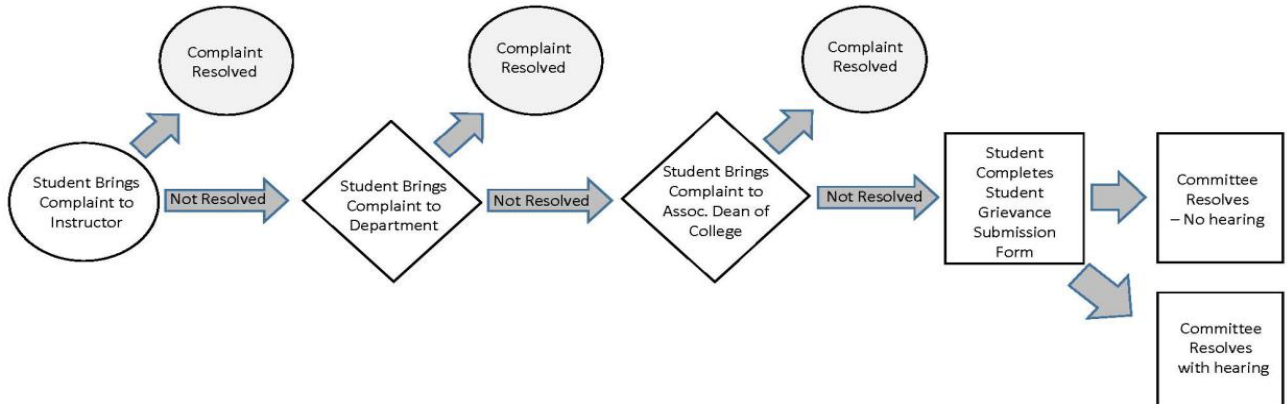 Complaint
Resolved
Complaint
Resolved
Complaint
Resolved
Student Brings
Complaint to
Instructor
Not Resolved
Student Brings
Complaint to
Department
Not Resolved
Student Brings
Complaint to
Assoc. Dean of
College
Not Resolved
Student
Completes
Student
Grievance
Submission
Form
Committee
Resolves
– No hearing
Committee
Resolves
with hearing